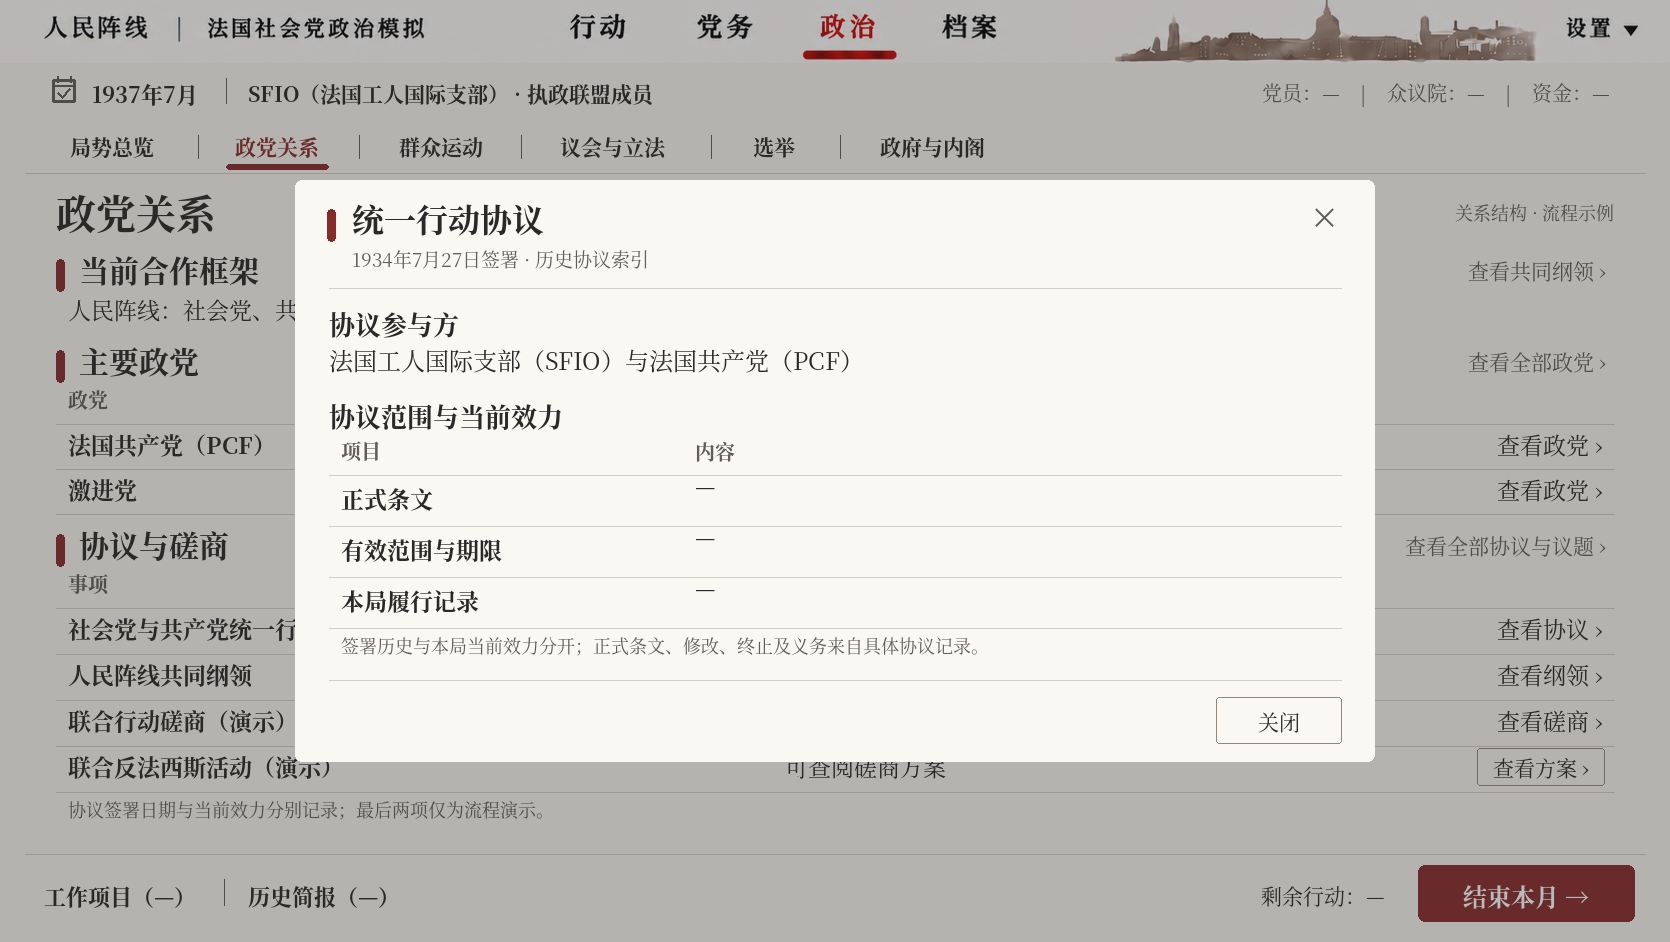 人民阵线 | 法国社会党政治模拟 行动 党务 政治 档案 设置 ▼
1937年7月 SFIO（法国工人国际支部）· 执政联盟成员 党员：— | 众议院：— | 资金：—
局势总览 政党关系 群众运动 议会与立法 选举 政府与内阁
政党关系 关系结构 · 流程示例
当前合作框架 查看共同纲领 ›
人民阵线：社会党、共
主要政党 查看全部政党 ›
政党
法国共产党（PCF） 查看政党 ›
激进党 查看政党 ›
协议与磋商 查看全部协议与议题 ›
事项
社会党与共产党统一行 查看协议 ›
人民阵线共同纲领 查看纲领 ›
联合行动磋商（演示） 查看磋商 ›
联合反法西斯活动（演示） 可查阅磋商方案 查看方案 ›
协议签署日期与当前效力分别记录；最后两项仅为流程演示。
统一行动协议
1934年7月27日签署 · 历史协议索引
协议参与方
法国工人国际支部（SFIO）与法国共产党（PCF）
协议范围与当前效力
项目 内容
正式条文 —
有效范围与期限 —
本局履行记录 —
签署历史与本局当前效力分开；正式条文、修改、终止及义务来自具体协议记录。
关闭
工作项目（—） 历史简报（—） 剩余行动：— 结束本月 →